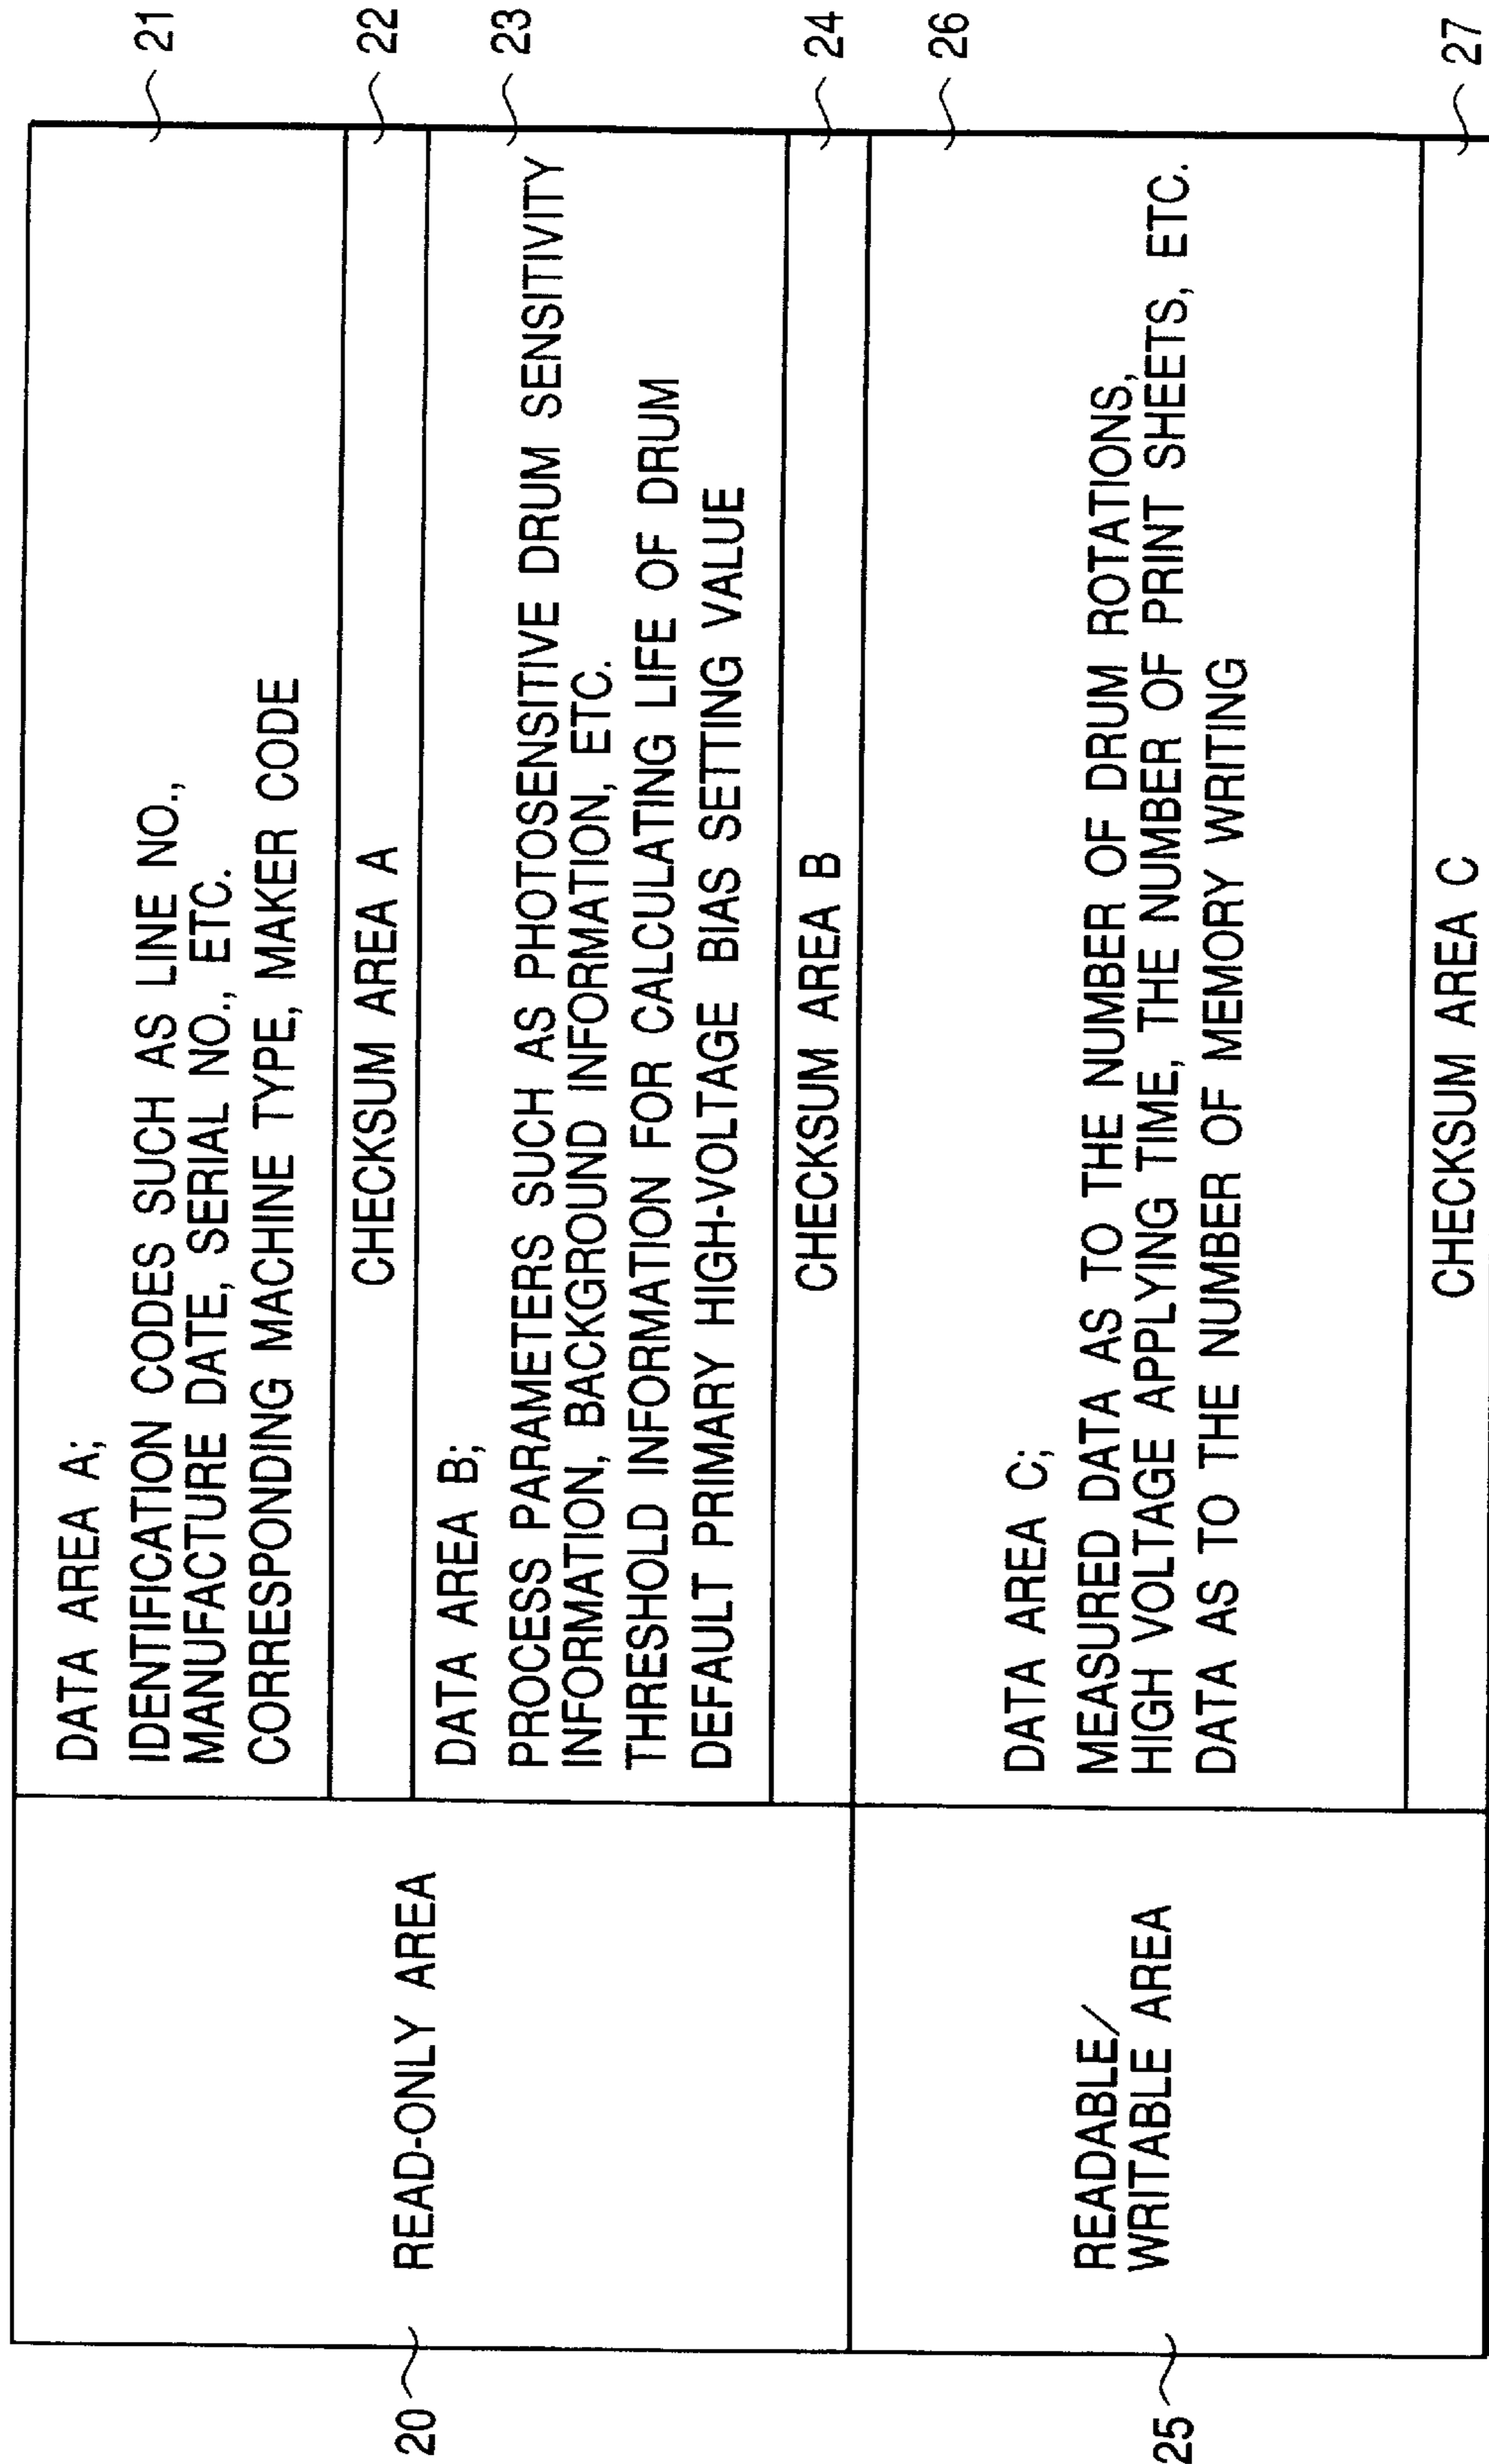 20
READ-ONLY AREA
DATA AREA A;
IDENTIFICATION CODES SUCH AS LINE NO.,
MANUFACTURE DATE, SERIAL NO., ETC.
CORRESPONDING MACHINE TYPE, MAKER CODE
21
CHECKSUM AREA A
22
DATA AREA B;
PROCESS PARAMETERS SUCH AS PHOTOSENSITIVE DRUM SENSITIVITY
INFORMATION, BACKGROUND INFORMATION, ETC.
THRESHOLD INFORMATION FOR CALCULATING LIFE OF DRUM
DEFAULT PRIMARY HIGH-VOLTAGE BIAS SETTING VALUE
23
CHECKSUM AREA B
24
25
READABLE/
WRITABLE AREA
DATA AREA C;
MEASURED DATA AS TO THE NUMBER OF DRUM ROTATIONS,
HIGH VOLTAGE APPLYING TIME, THE NUMBER OF PRINT SHEETS, ETC.
DATA AS TO THE NUMBER OF MEMORY WRITING
26
CHECKSUM AREA C
27